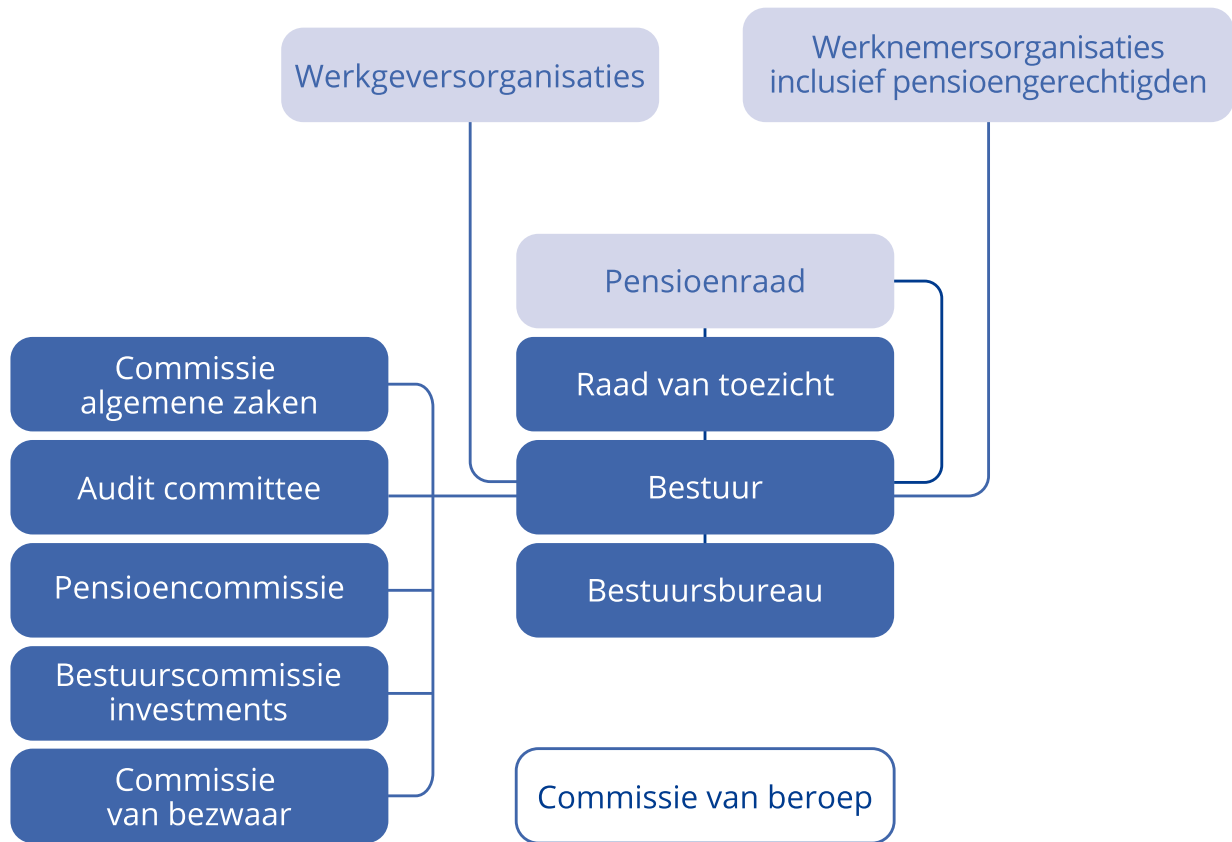 Werkgeversorganisaties
Werknemersorganisaties
inclusief pensioengerechtigden
Pensioenraad
Raad van toezicht
Bestuur
Bestuursbureau
Commissie
algemene zaken
Audit committee
Pensioencommissie
Bestuurscommissie
investments
Commissie
van bezwaar
Commissie van beroep